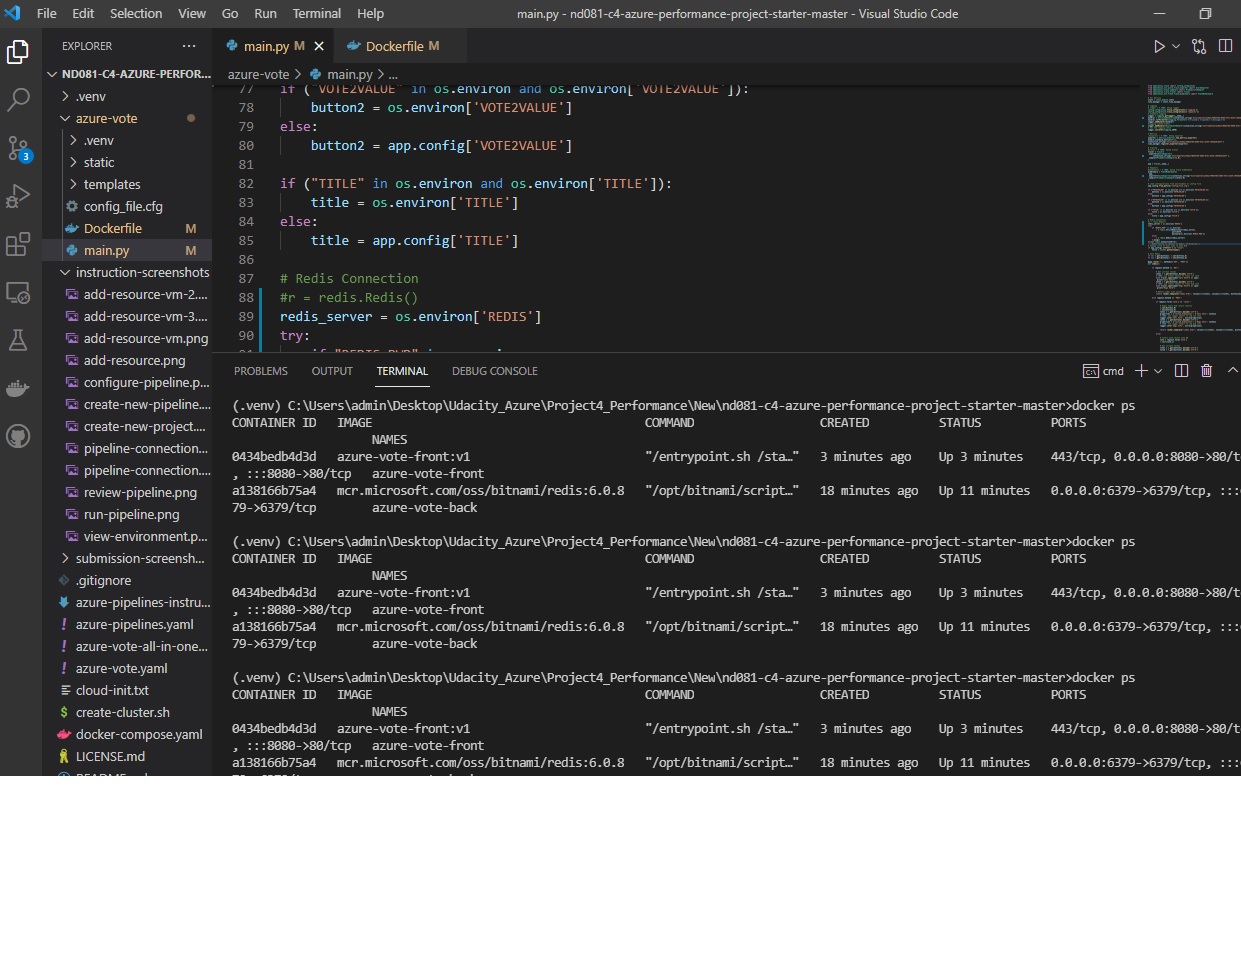 File Edit Selection View Go Run Terminal Help main.py - nd081-c4-azure-performance-project-starter-master - Visual Studio Code
EXPLORER ··· main.py M Dockerfile M
ND081-C4-AZURE-PERFOR...
azure-vote > main.py > ...
.venv
azure-vote
.venv
static
templates
config_file.cfg
Dockerfile M
main.py M
instruction-screenshots
add-resource-vm-2....
add-resource-vm-3....
add-resource-vm.png
add-resource.png
configure-pipeline.p...
create-new-pipeline....
create-new-project....
pipeline-connection...
pipeline-connection....
review-pipeline.png
run-pipeline.png
view-environment.p...
submission-screensh...
.gitignore
azure-pipelines-instru...
azure-pipelines.yaml
azure-vote-all-in-one...
azure-vote.yaml
cloud-init.txt
create-cluster.sh
docker-compose.yaml
LICENSE.md
3
77 if ("VOTE2VALUE" in os.environ and os.environ['VOTE2VALUE']):
78 button2 = os.environ['VOTE2VALUE']
79 else:
80 button2 = app.config['VOTE2VALUE']
81
82 if ("TITLE" in os.environ and os.environ['TITLE']):
83 title = os.environ['TITLE']
84 else:
85 title = app.config['TITLE']
86
87 # Redis Connection
88 #r = redis.Redis()
89 redis_server = os.environ['REDIS']
90 try:
PROBLEMS OUTPUT TERMINAL DEBUG CONSOLE cmd
(.venv) C:\Users\admin\Desktop\Udacity_Azure\Project4_Performance\New\nd081-c4-azure-performance-project-starter-master>docker ps
CONTAINER ID IMAGE COMMAND CREATED STATUS PORTS
NAMES
0434bedb4d3d azure-vote-front:v1 "/entrypoint.sh /sta…" 3 minutes ago Up 3 minutes 443/tcp, 0.0.0.0:8080->80/t
, :::8080->80/tcp azure-vote-front
a138166b75a4 mcr.microsoft.com/oss/bitnami/redis:6.0.8 "/opt/bitnami/script…" 18 minutes ago Up 11 minutes 0.0.0.0:6379->6379/tcp, :::
79->6379/tcp azure-vote-back
(.venv) C:\Users\admin\Desktop\Udacity_Azure\Project4_Performance\New\nd081-c4-azure-performance-project-starter-master>docker ps
CONTAINER ID IMAGE COMMAND CREATED STATUS PORTS
NAMES
0434bedb4d3d azure-vote-front:v1 "/entrypoint.sh /sta…" 3 minutes ago Up 3 minutes 443/tcp, 0.0.0.0:8080->80/t
, :::8080->80/tcp azure-vote-front
a138166b75a4 mcr.microsoft.com/oss/bitnami/redis:6.0.8 "/opt/bitnami/script…" 18 minutes ago Up 11 minutes 0.0.0.0:6379->6379/tcp, :::
79->6379/tcp azure-vote-back
(.venv) C:\Users\admin\Desktop\Udacity_Azure\Project4_Performance\New\nd081-c4-azure-performance-project-starter-master>docker ps
CONTAINER ID IMAGE COMMAND CREATED STATUS PORTS
NAMES
0434bedb4d3d azure-vote-front:v1 "/entrypoint.sh /sta…" 3 minutes ago Up 3 minutes 443/tcp, 0.0.0.0:8080->80/t
, :::8080->80/tcp azure-vote-front
a138166b75a4 mcr.microsoft.com/oss/bitnami/redis:6.0.8 "/opt/bitnami/script…" 18 minutes ago Up 11 minutes 0.0.0.0:6379->6379/tcp, :::